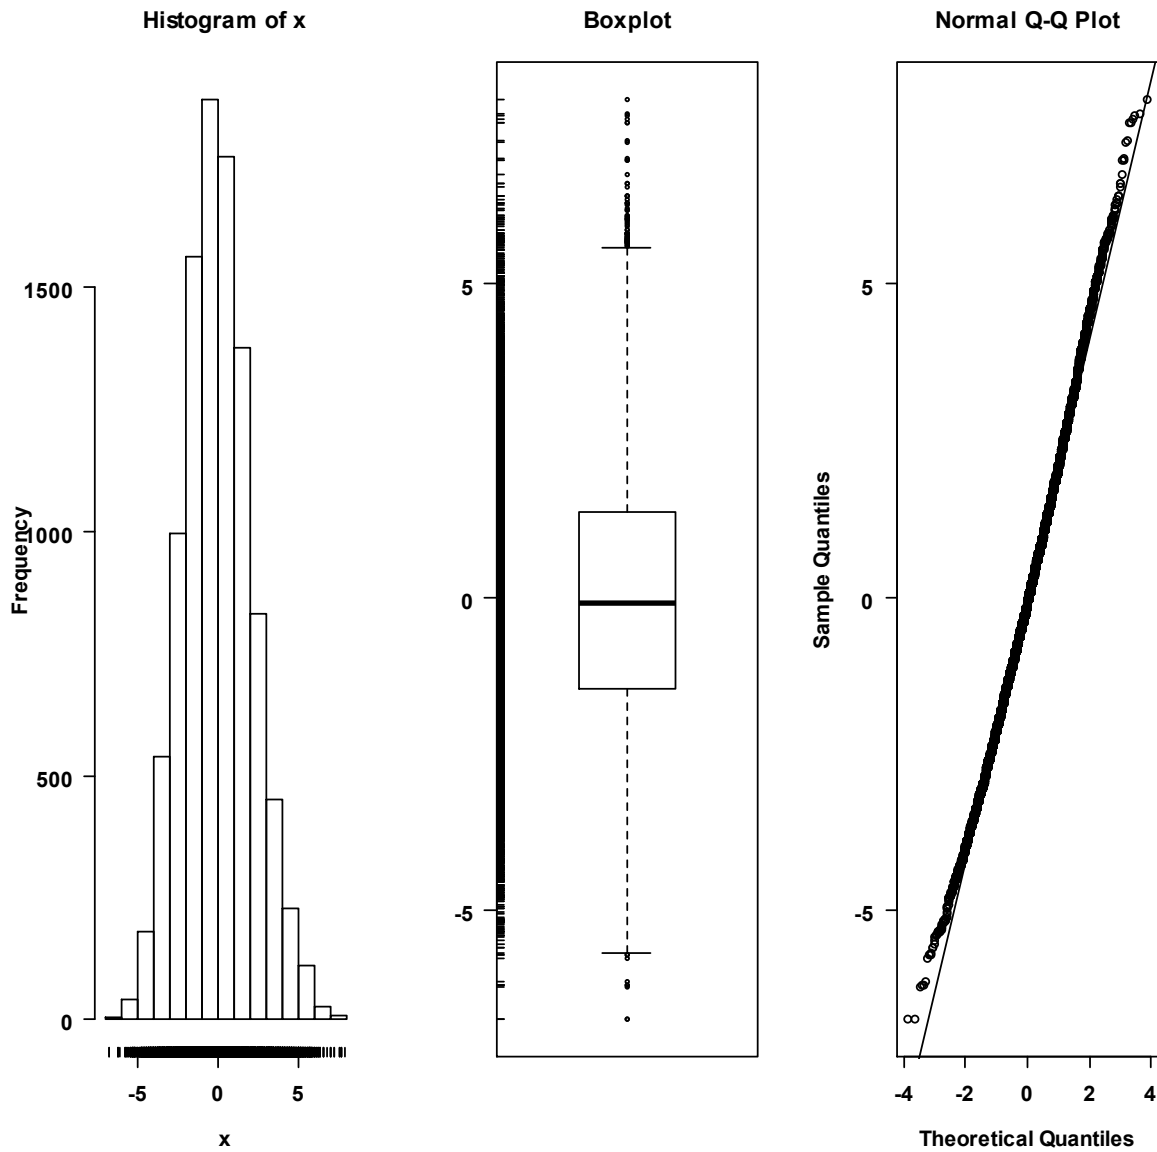 Histogram of x
Frequency
1500
1000
500
0
-5 0 5
x
Boxplot
5
0
-5
Normal Q-Q Plot
Sample Quantiles
5
0
-5
-4 -2 0 2 4
Theoretical Quantiles